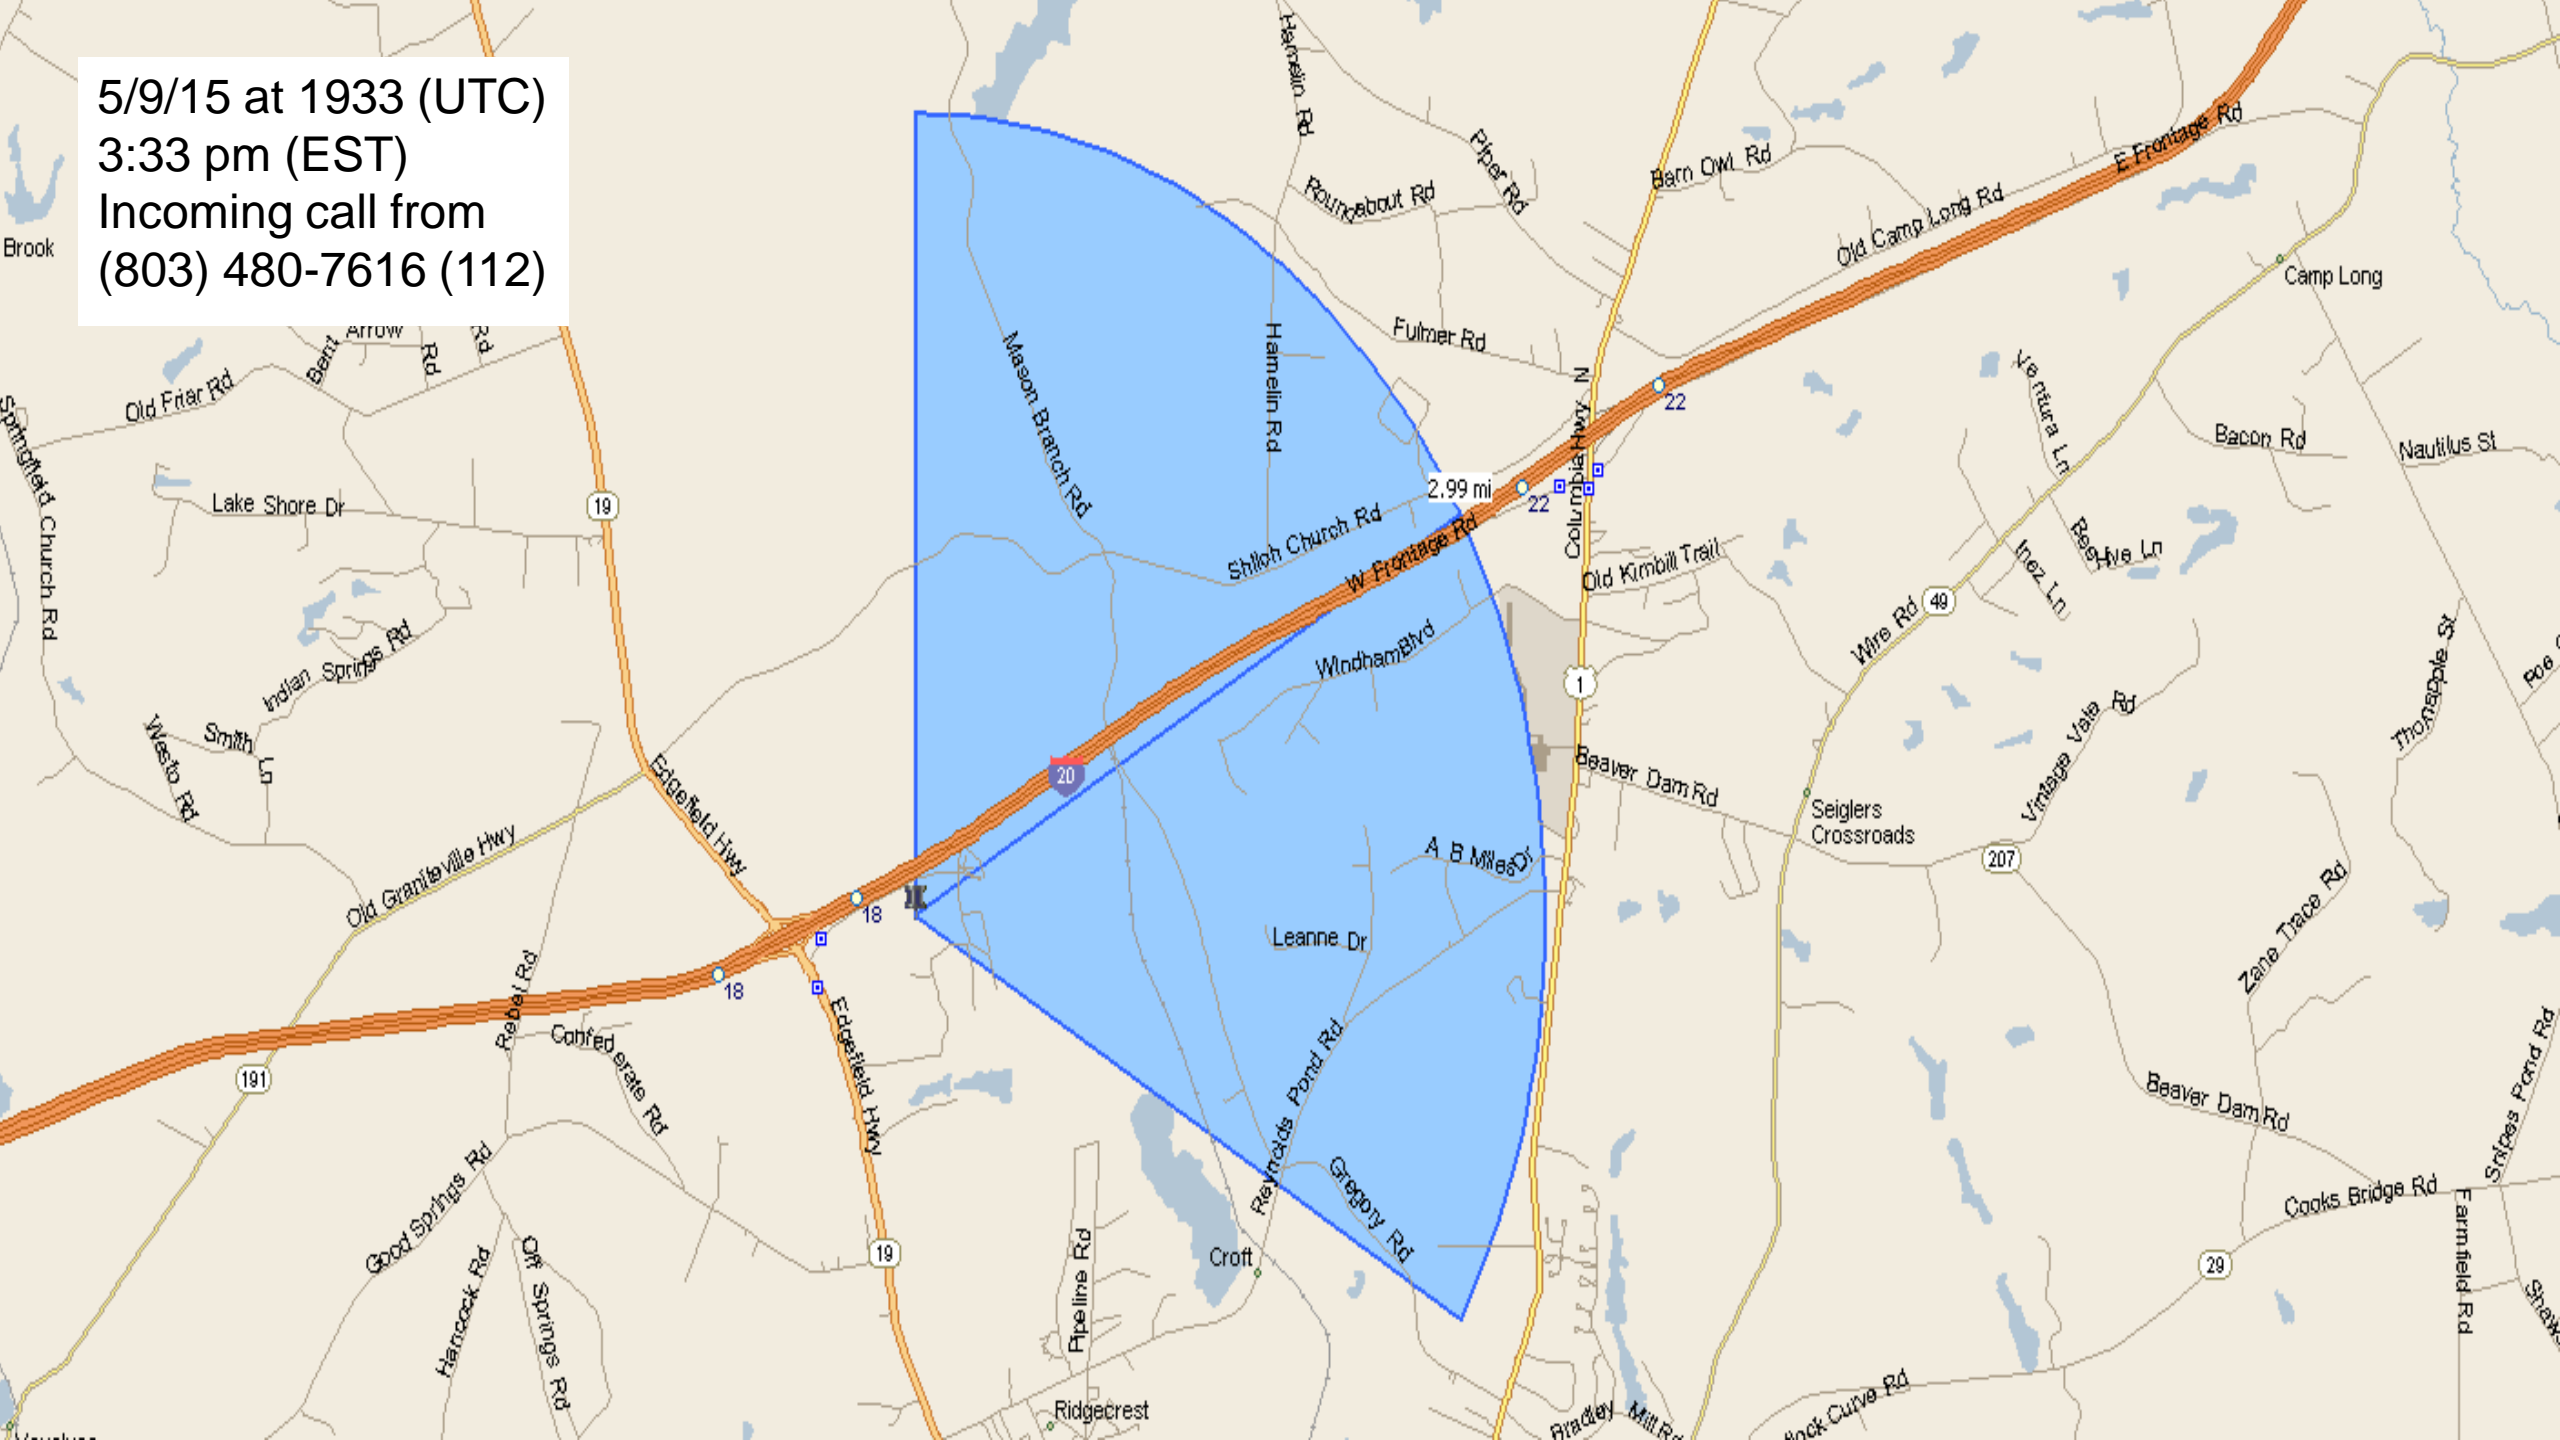 5/9/15 at 1933 (UTC)
3:33 pm (EST)
Incoming call from
(803) 480-7616 (112)
Brook
Arrow
Bent
Rd
Rd
Old Friar Rd
Springfield Church Rd
Lake Shore Dr
19
Indian Springs Rd
Smith Ln
Westo Rd
Old Graniteville Hwy
Edgefield Hwy
Rebel Rd
Confederate Rd
191
18
18
Edgefield Hwy
Good Springs Rd
Hancock Rd
Off Springs Rd
19
Pipeline Rd
Ridgecrest
Croft
Mason Branch Rd
Hamelin Rd
Hamelin Rd
Roundabout Rd
Piper Rd
Fulmer Rd
Barn Owl Rd
Old Camp Long Rd
E Frontage Rd
Camp Long
2.99 mi
Shiloh Church Rd
W Frontage Rd
22
22
Columbia Hwy N
Old Kimbill Trail
Windham Blvd
20
1
Beaver Dam Rd
A B Miles Dr
Leanne Dr
Reynolds Pond Rd
Gregory Rd
Ventura Ln
Bacon Rd
Nautilus St
Bee Hive Ln
Inez Ln
49
Wire Rd
Thornapple St
Vintage Vale Rd
Seiglers
Crossroads
207
Zane Trace Rd
Beaver Dam Rd
Snipes Pond Rd
Cooks Bridge Rd
Farmfield Rd
29
Bradley Mill Rd
Curve Rd